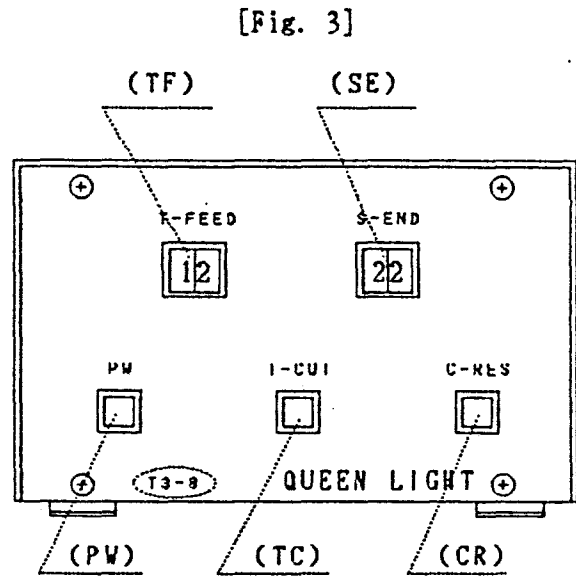 [Fig. 3]
(TF) (SE)
T-FEED S-END
12 22
PW T-CUT C-RES
T3-8 QUEEN LIGHT
(PW) (TC) (CR)